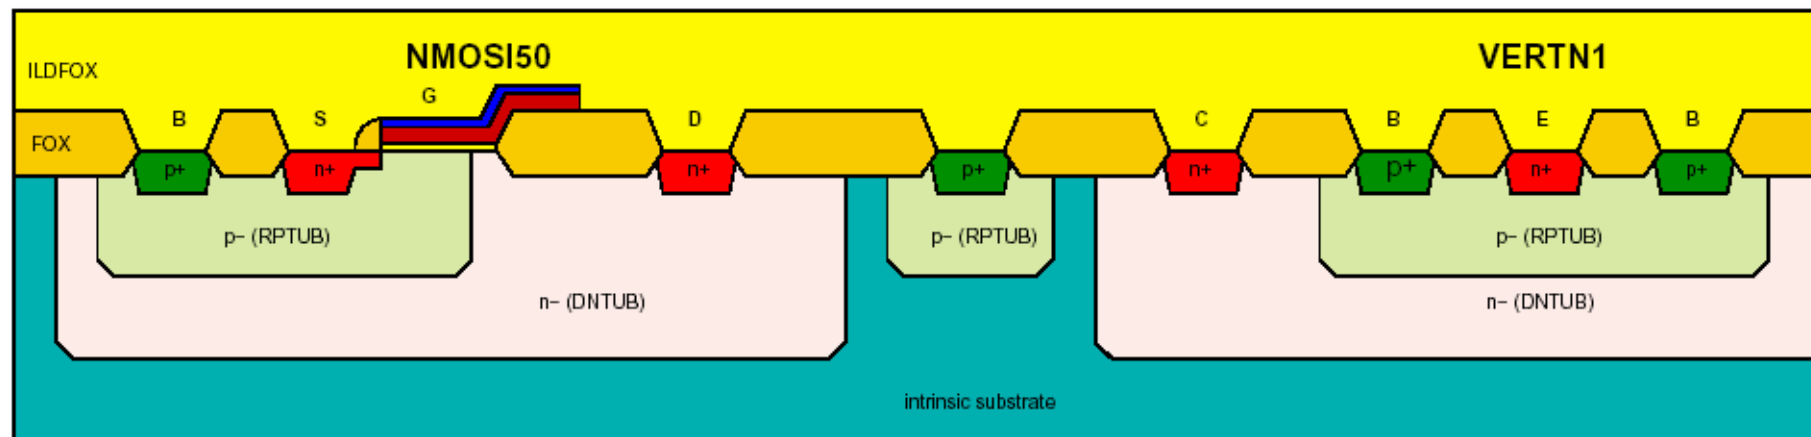 NMOSI50 VERTN1
ILDFOX
G
B S D C B E B
FOX
p+ n+ n+ p+ n+ p+ n+ p+
p− (RPTUB) p− (RPTUB) p− (RPTUB)
n− (DNTUB) n− (DNTUB)
intrinsic substrate